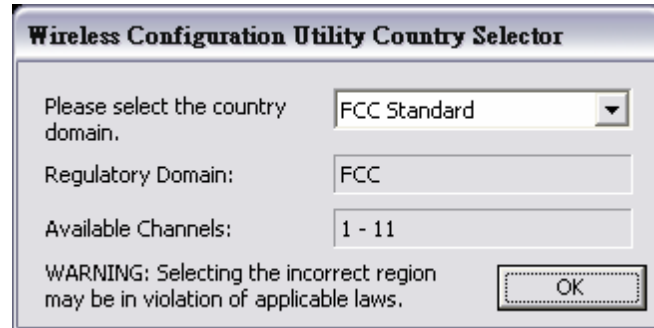 Wireless Configuration Utility Country Selector
Please select the country
domain.
FCC Standard
Regulatory Domain:
FCC
Available Channels:
1 - 11
WARNING: Selecting the incorrect region
may be in violation of applicable laws.
OK